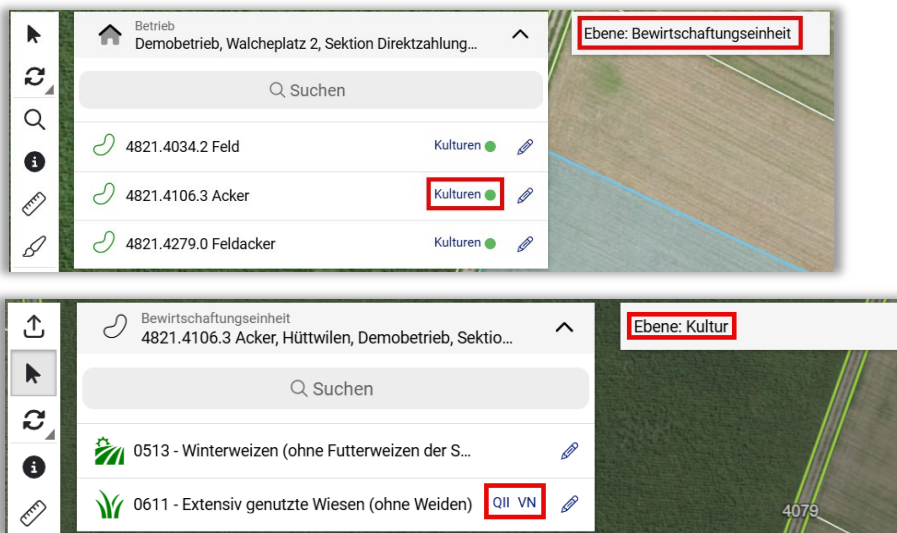 Betrieb
Demobetrieb, Walcheplatz 2, Sektion Direktzahlung...
Ebene: Bewirtschaftungseinheit
Suchen
4821.4034.2 Feld Kulturen
4821.4106.3 Acker Kulturen
4821.4279.0 Feldacker Kulturen
Bewirtschaftungseinheit
4821.4106.3 Acker, Hüttwilen, Demobetrieb, Sektio...
Ebene: Kultur
Suchen
0513 - Winterweizen (ohne Futterweizen der S...
0611 - Extensiv genutzte Wiesen (ohne Weiden) QII VN
4079